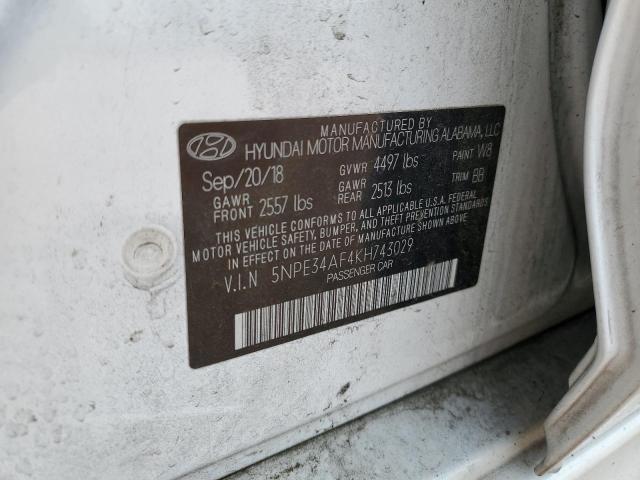 MANUFACTURED BY
HYUNDAI MOTOR MANUFACTURING ALABAMA, LLC
Sep/20/18 GVWR 4497 lbs PAINT W8
GAWR FRONT 2557 lbs GAWR REAR 2513 lbs TRIM BB
THIS VEHICLE CONFORMS TO ALL APPLICABLE U.S.A. FEDERAL
MOTOR VEHICLE SAFETY, BUMPER, AND THEFT PREVENTION STANDARDS
IN EFFECT ON THE DATE OF MANUFACTURE SHOWN ABOVE.
V.I.N 5NPE34AF4KH743029
PASSENGER CAR